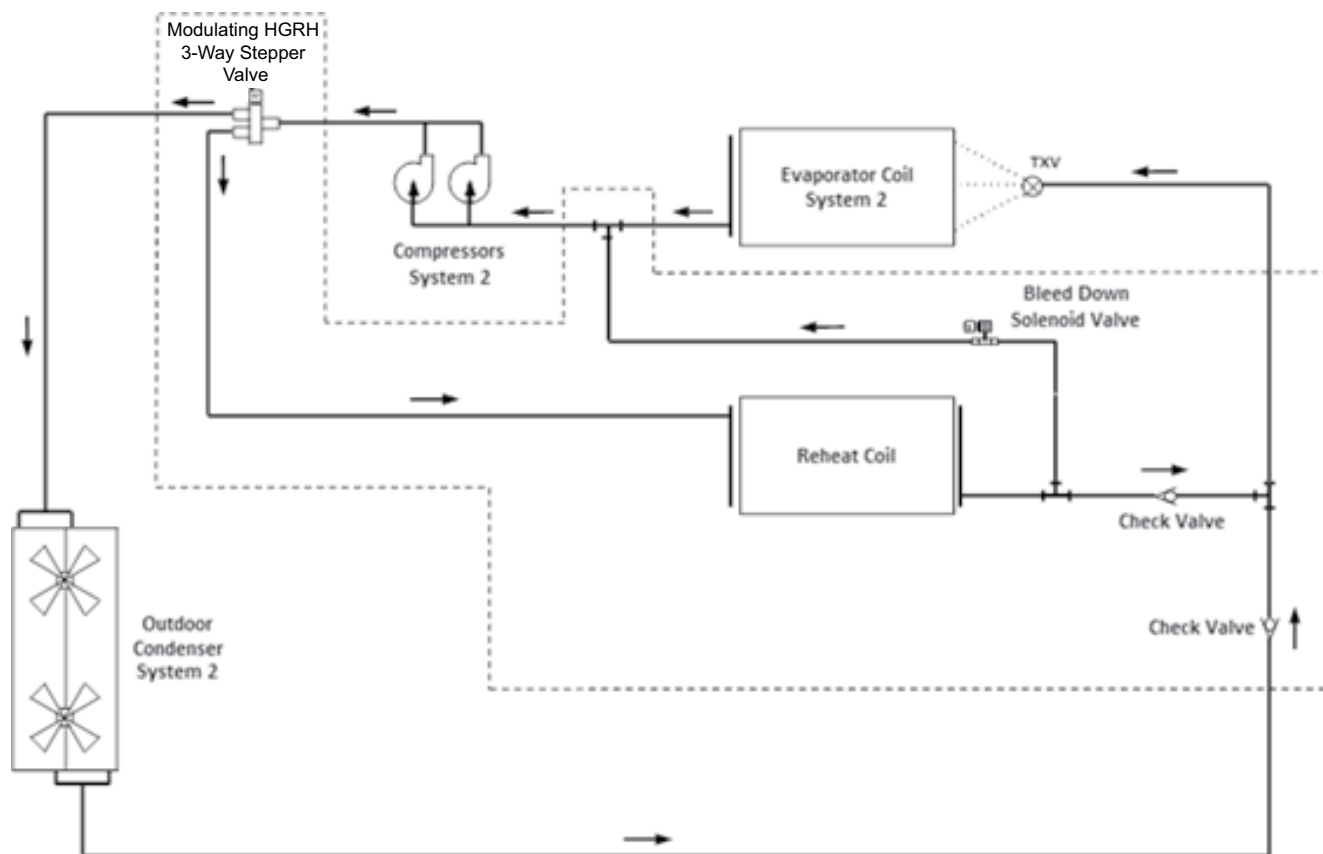 Modulating HGRH
3-Way Stepper
Valve
Evaporator Coil
System 2
TXV
Compressors
System 2
Bleed Down
Solenoid Valve
Reheat Coil
Check Valve
Outdoor
Condenser
System 2
Check Valve